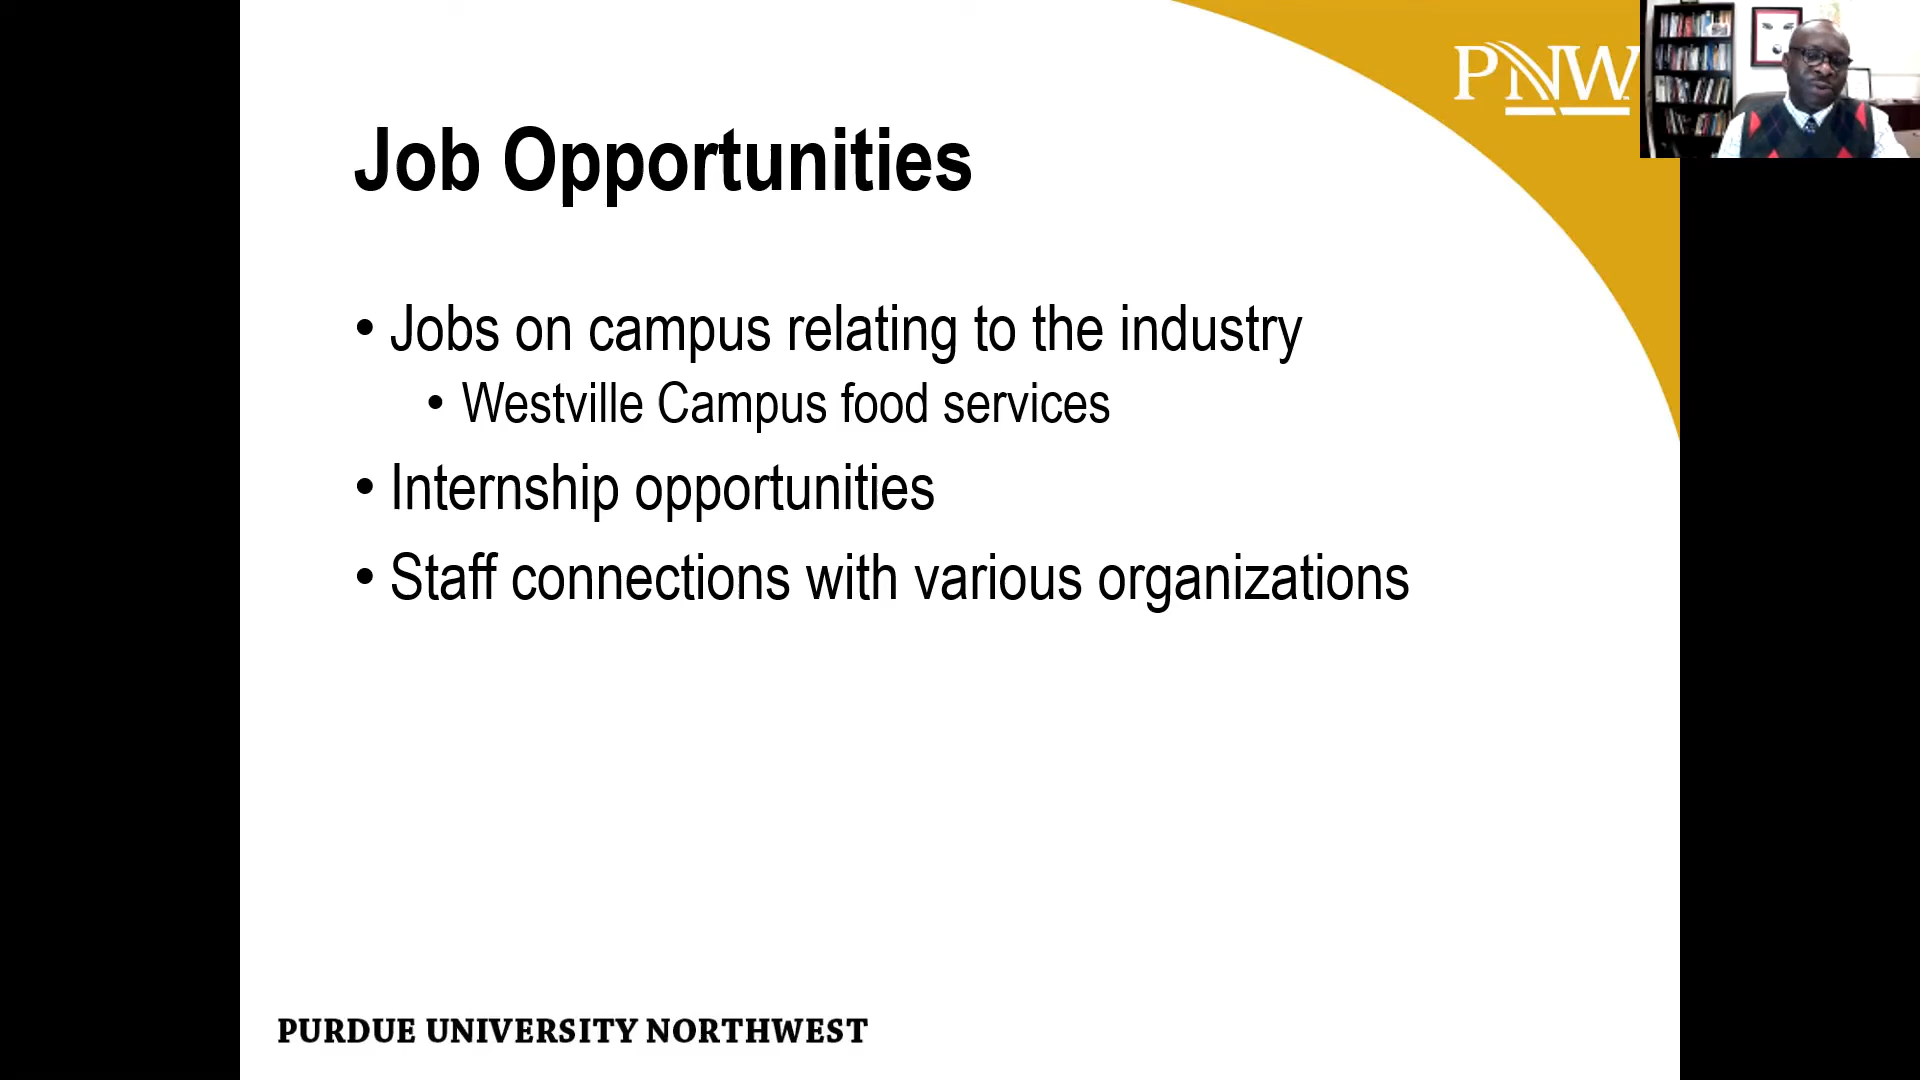 PNW
Job Opportunities
• Jobs on campus relating to the industry
• Westville Campus food services
• Internship opportunities
• Staff connections with various organizations
PURDUE UNIVERSITY NORTHWEST